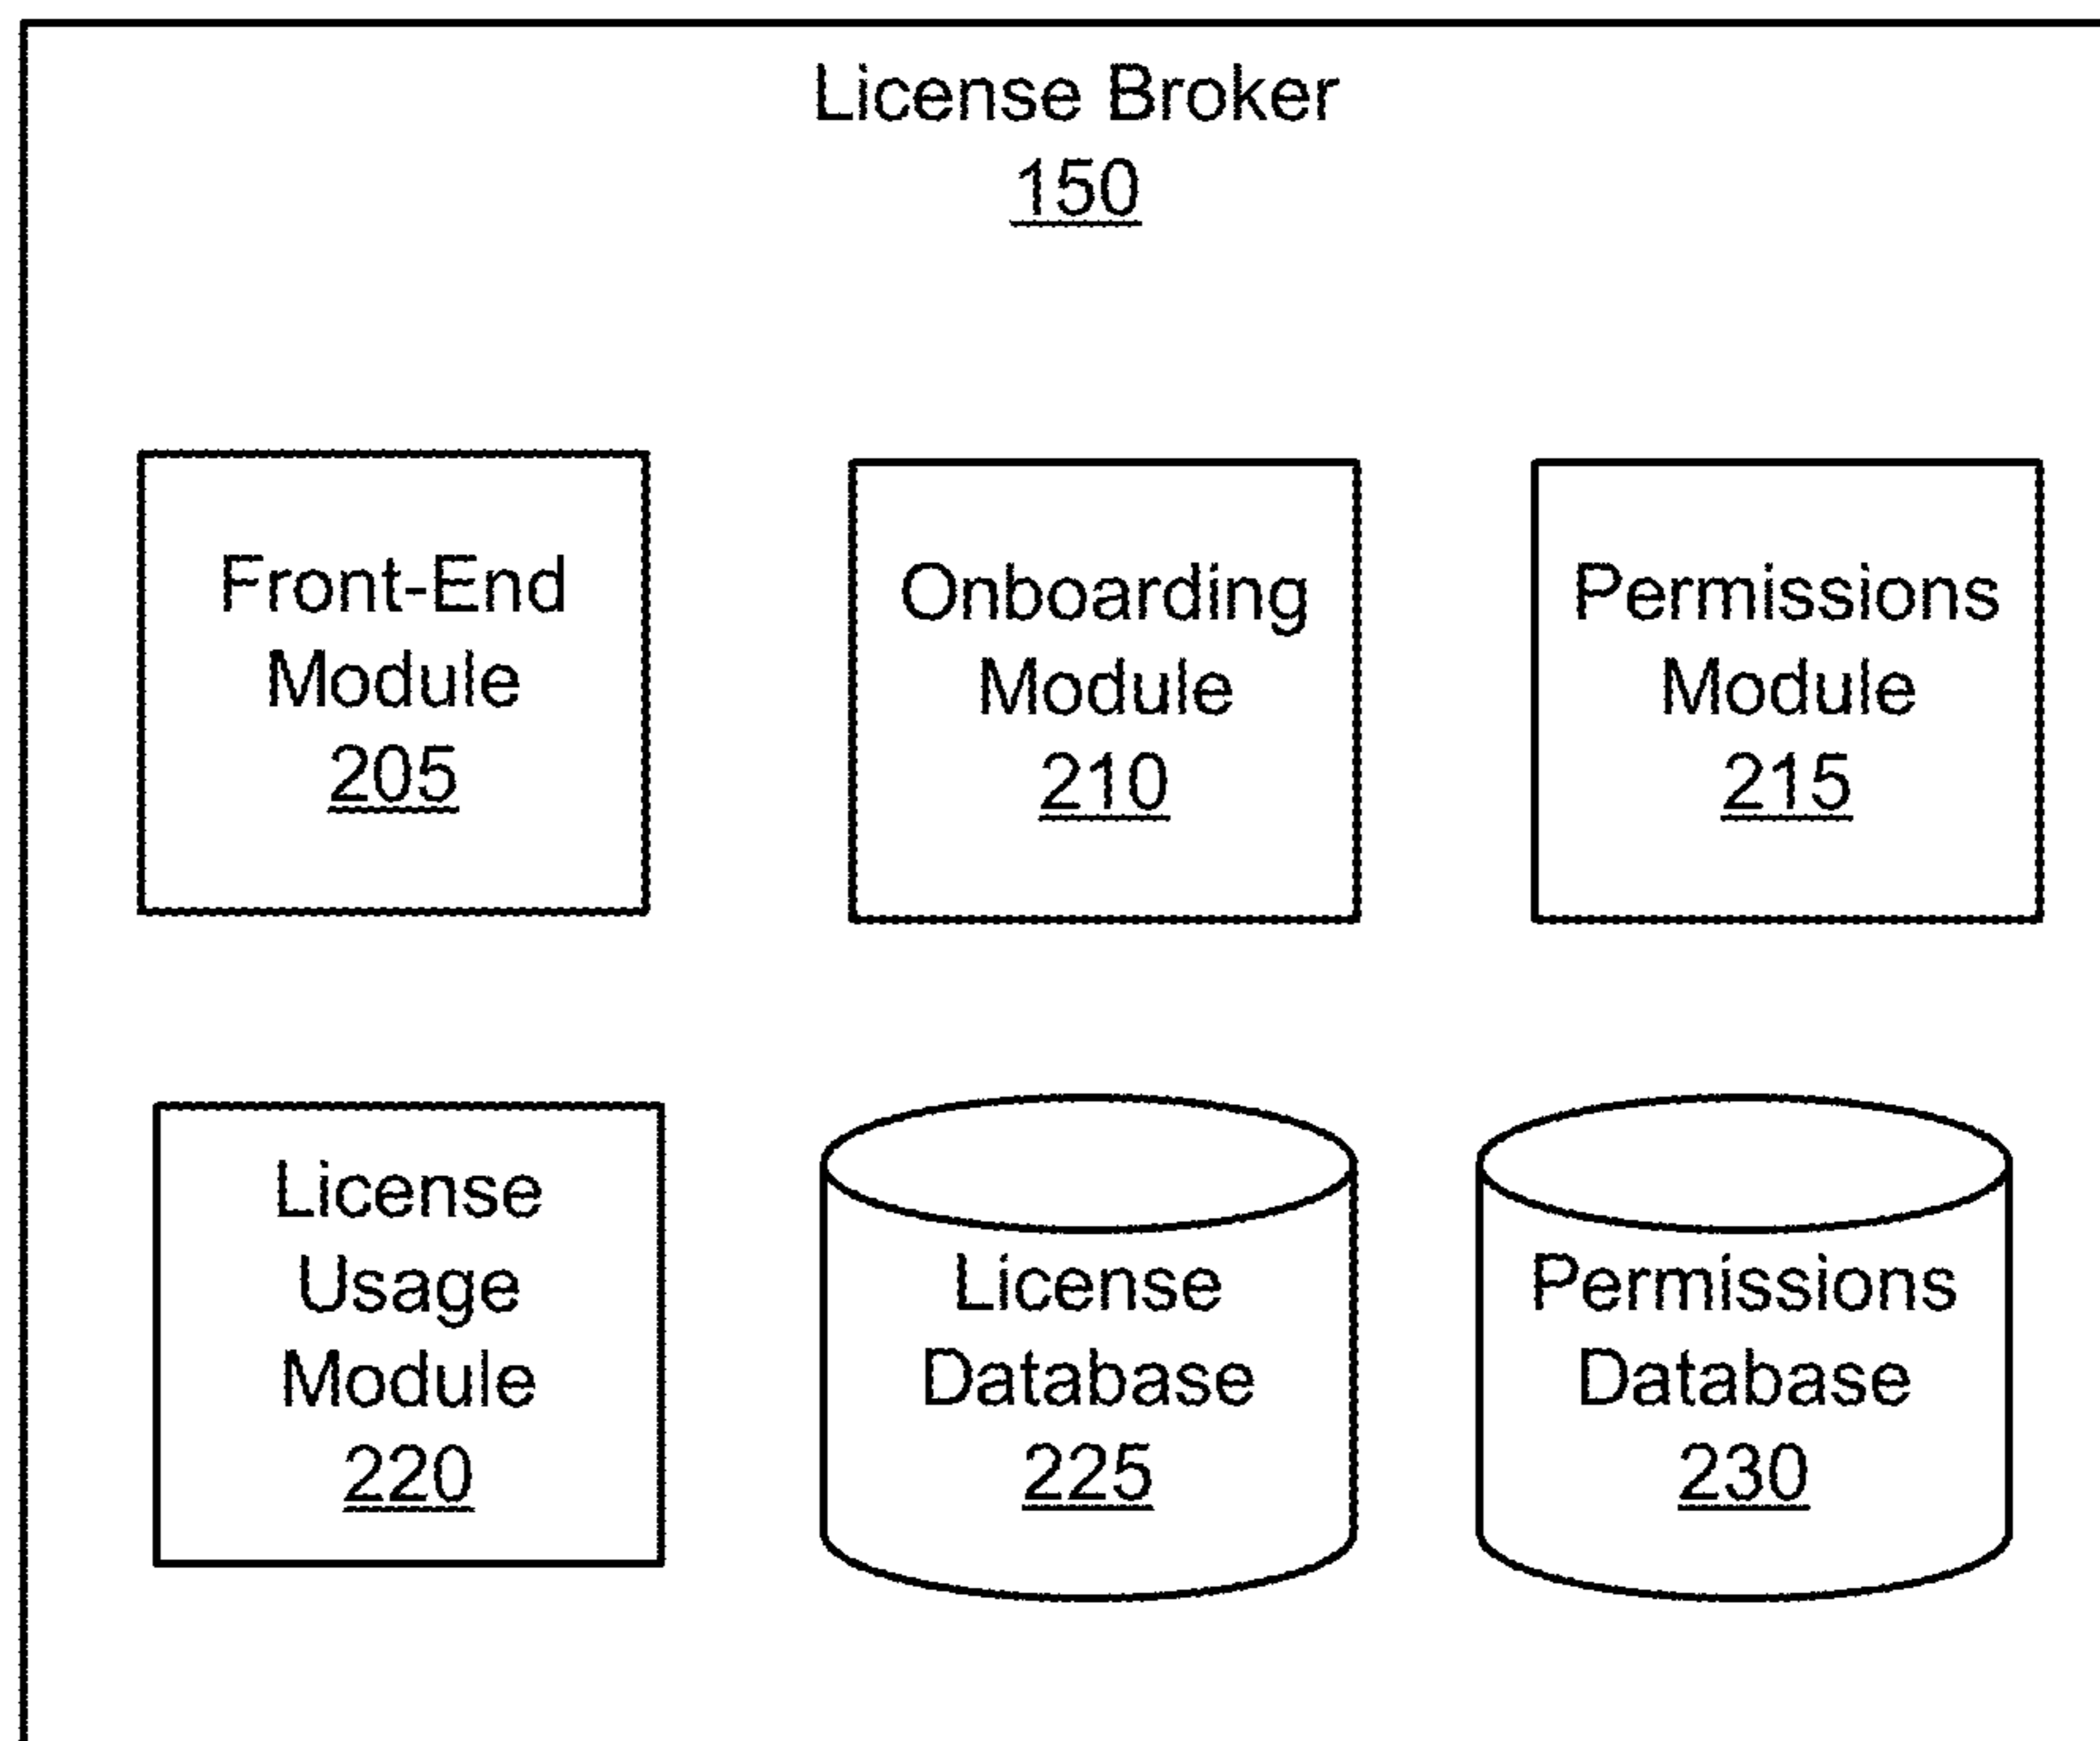 License Broker
150
Front-End
Module
205
Onboarding
Module
210
Permissions
Module
215
License
Usage
Module
220
License
Database
225
Permissions
Database
230